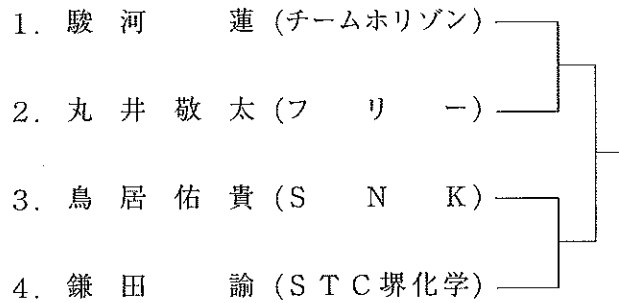 1. 駿河 蓮 (チームホリゾン)
2. 丸井敬太 (フリー)
3. 鳥居佑貴 (SNK)
4. 鎌田 諭 (STC堺化学)